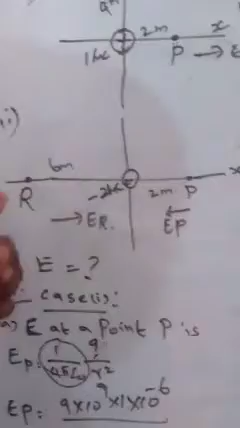 2m x
1μc P → E
ii)
6m -2μc 2m P x
R
→ ER. ← EP
E = ?
case(i):
a) E at a point P is
EP = 1/4πε0 q/r²
EP = 9×10⁹×1×10⁻⁶